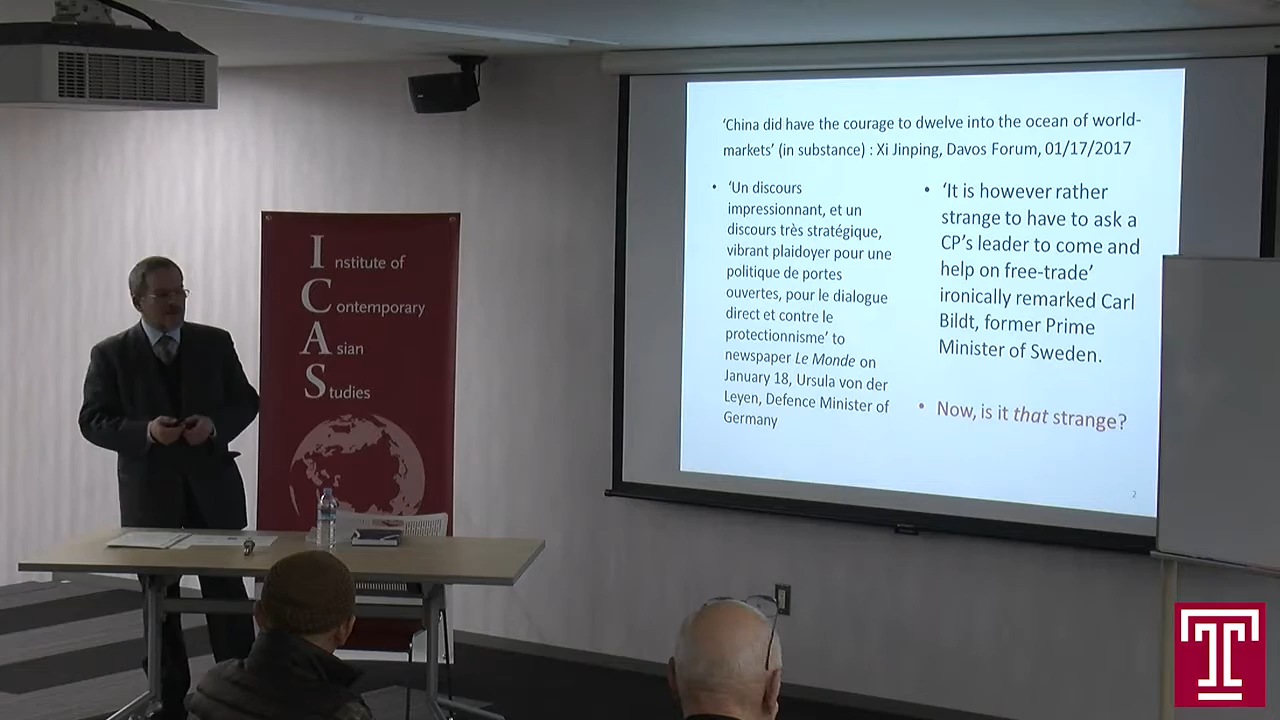 Institute of
Contemporary
Asian
Studies
‘China did have the courage to dwelve into the ocean of world-
markets’ (in substance) : Xi Jinping, Davos Forum, 01/17/2017
• ‘Un discours
impressionnant, et un
discours très stratégique,
vibrant plaidoyer pour une
politique de portes
ouvertes, pour le dialogue
direct et contre le
protectionnisme’ to
newspaper Le Monde on
January 18, Ursula von der
Leyen, Defence Minister of
Germany
• ‘It is however rather
strange to have to ask a
CP’s leader to come and
help on free-trade’
ironically remarked Carl
Bildt, former Prime
Minister of Sweden.
• Now, is it that strange?
2
T